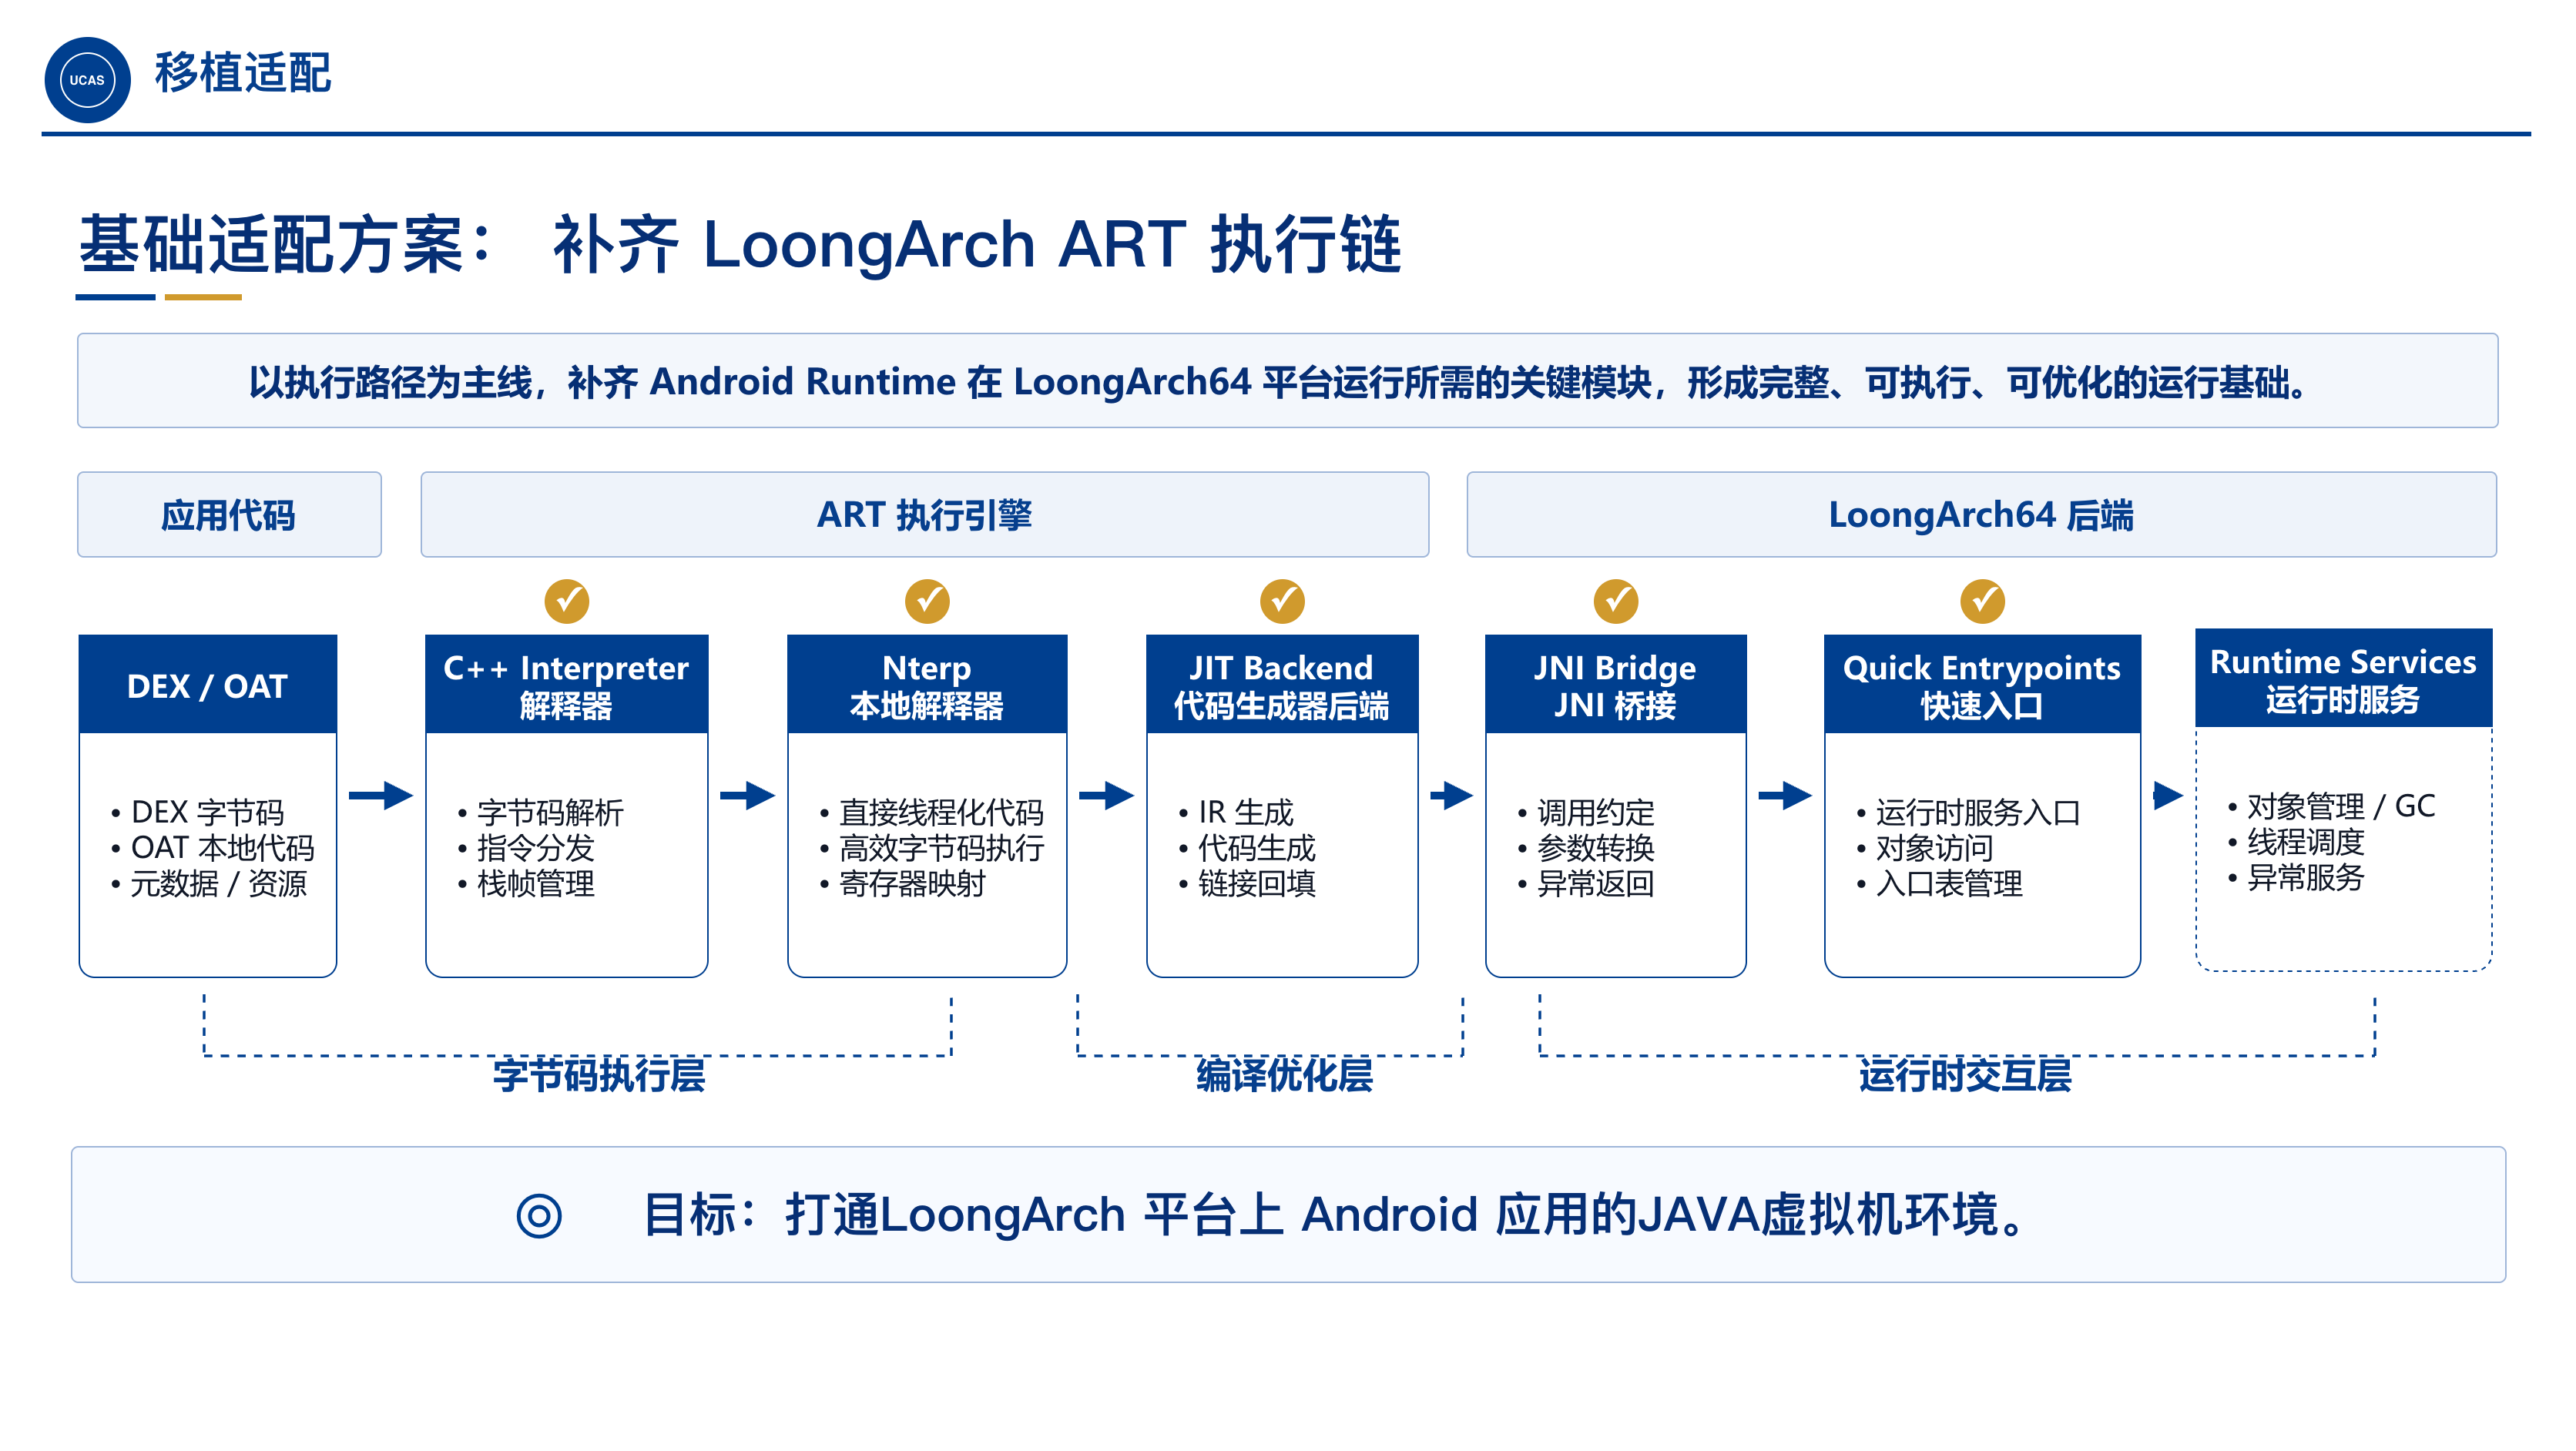 UCAS
移植适配
基础适配方案： 补齐 LoongArch ART 执行链
以执行路径为主线，补齐 Android Runtime 在 LoongArch64 平台运行所需的关键模块，形成完整、可执行、可优化的运行基础。
应用代码
ART 执行引擎
LoongArch64 后端
DEX / OAT
• DEX 字节码
• OAT 本地代码
• 元数据 / 资源
C++ Interpreter
解释器
• 字节码解析
• 指令分发
• 栈帧管理
Nterp
本地解释器
• 直接线程化代码
• 高效字节码执行
• 寄存器映射
JIT Backend
代码生成器后端
• IR 生成
• 代码生成
• 链接回填
JNI Bridge
JNI 桥接
• 调用约定
• 参数转换
• 异常返回
Quick Entrypoints
快速入口
• 运行时服务入口
• 对象访问
• 入口表管理
Runtime Services
运行时服务
• 对象管理 / GC
• 线程调度
• 异常服务
字节码执行层
编译优化层
运行时交互层
◎ 目标：打通LoongArch 平台上 Android 应用的JAVA虚拟机环境。